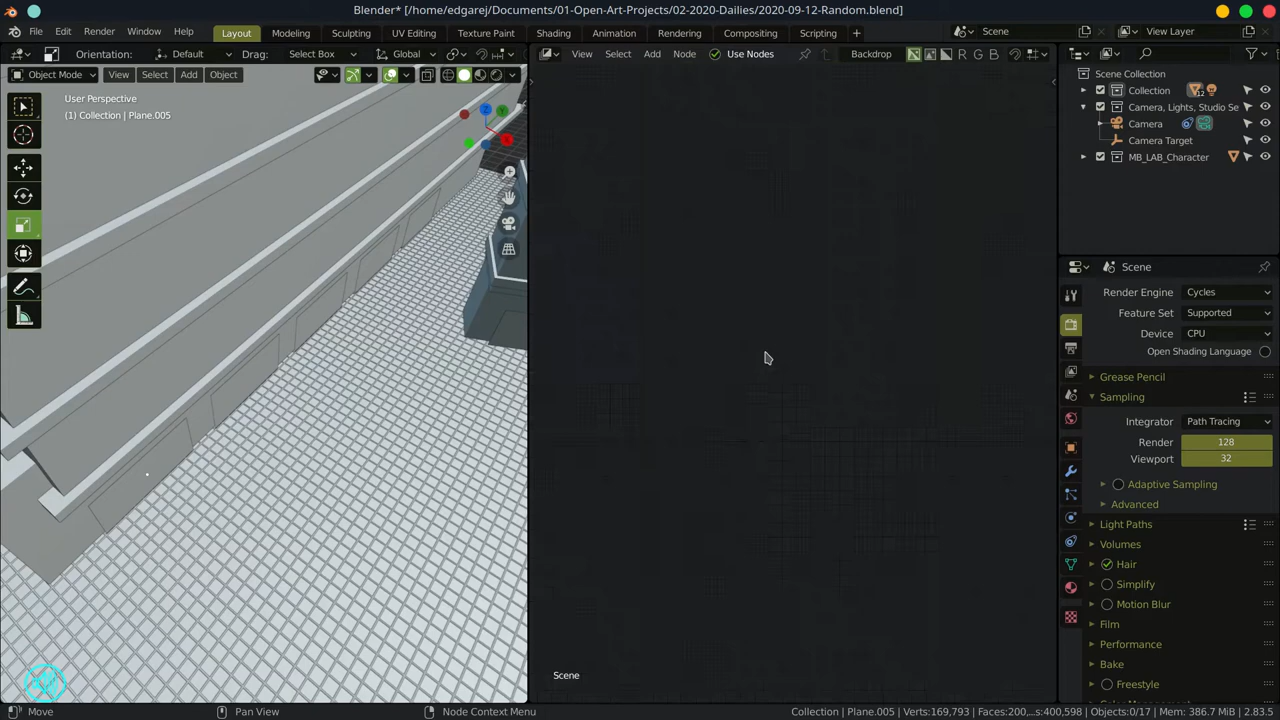 Blender* [/home/edgarej/Documents/01-Open-Art-Projects/02-2020-Dailies/2020-09-12-Random.blend]
File Edit Render Window Help Layout Modeling Sculpting UV Editing Texture Paint Shading Animation Rendering Compositing Scripting + Scene View Layer
Orientation: Default Drag: Select Box Global View Select Add Node Use Nodes Backdrop R G B
Object Mode View Select Add Object
Scene Collection
Collection
Camera, Lights, Studio Se
Camera
Camera Target
MB_LAB_Character
User Perspective
(1) Collection | Plane.005
Z
Y
X
Scene
Render Engine Cycles
Feature Set Supported
Device CPU
Open Shading Language
Grease Pencil
Sampling
Integrator Path Tracing
Render 128
Viewport 32
Adaptive Sampling
Advanced
Light Paths
Volumes
Hair
Simplify
Motion Blur
Film
Performance
Bake
Freestyle
Scene
Move Pan View Node Context Menu Collection | Plane.005 | Verts:169,793 | Faces:200,...s:400,598 | Objects:0/17 | Mem: 386.7 MiB | 2.83.5